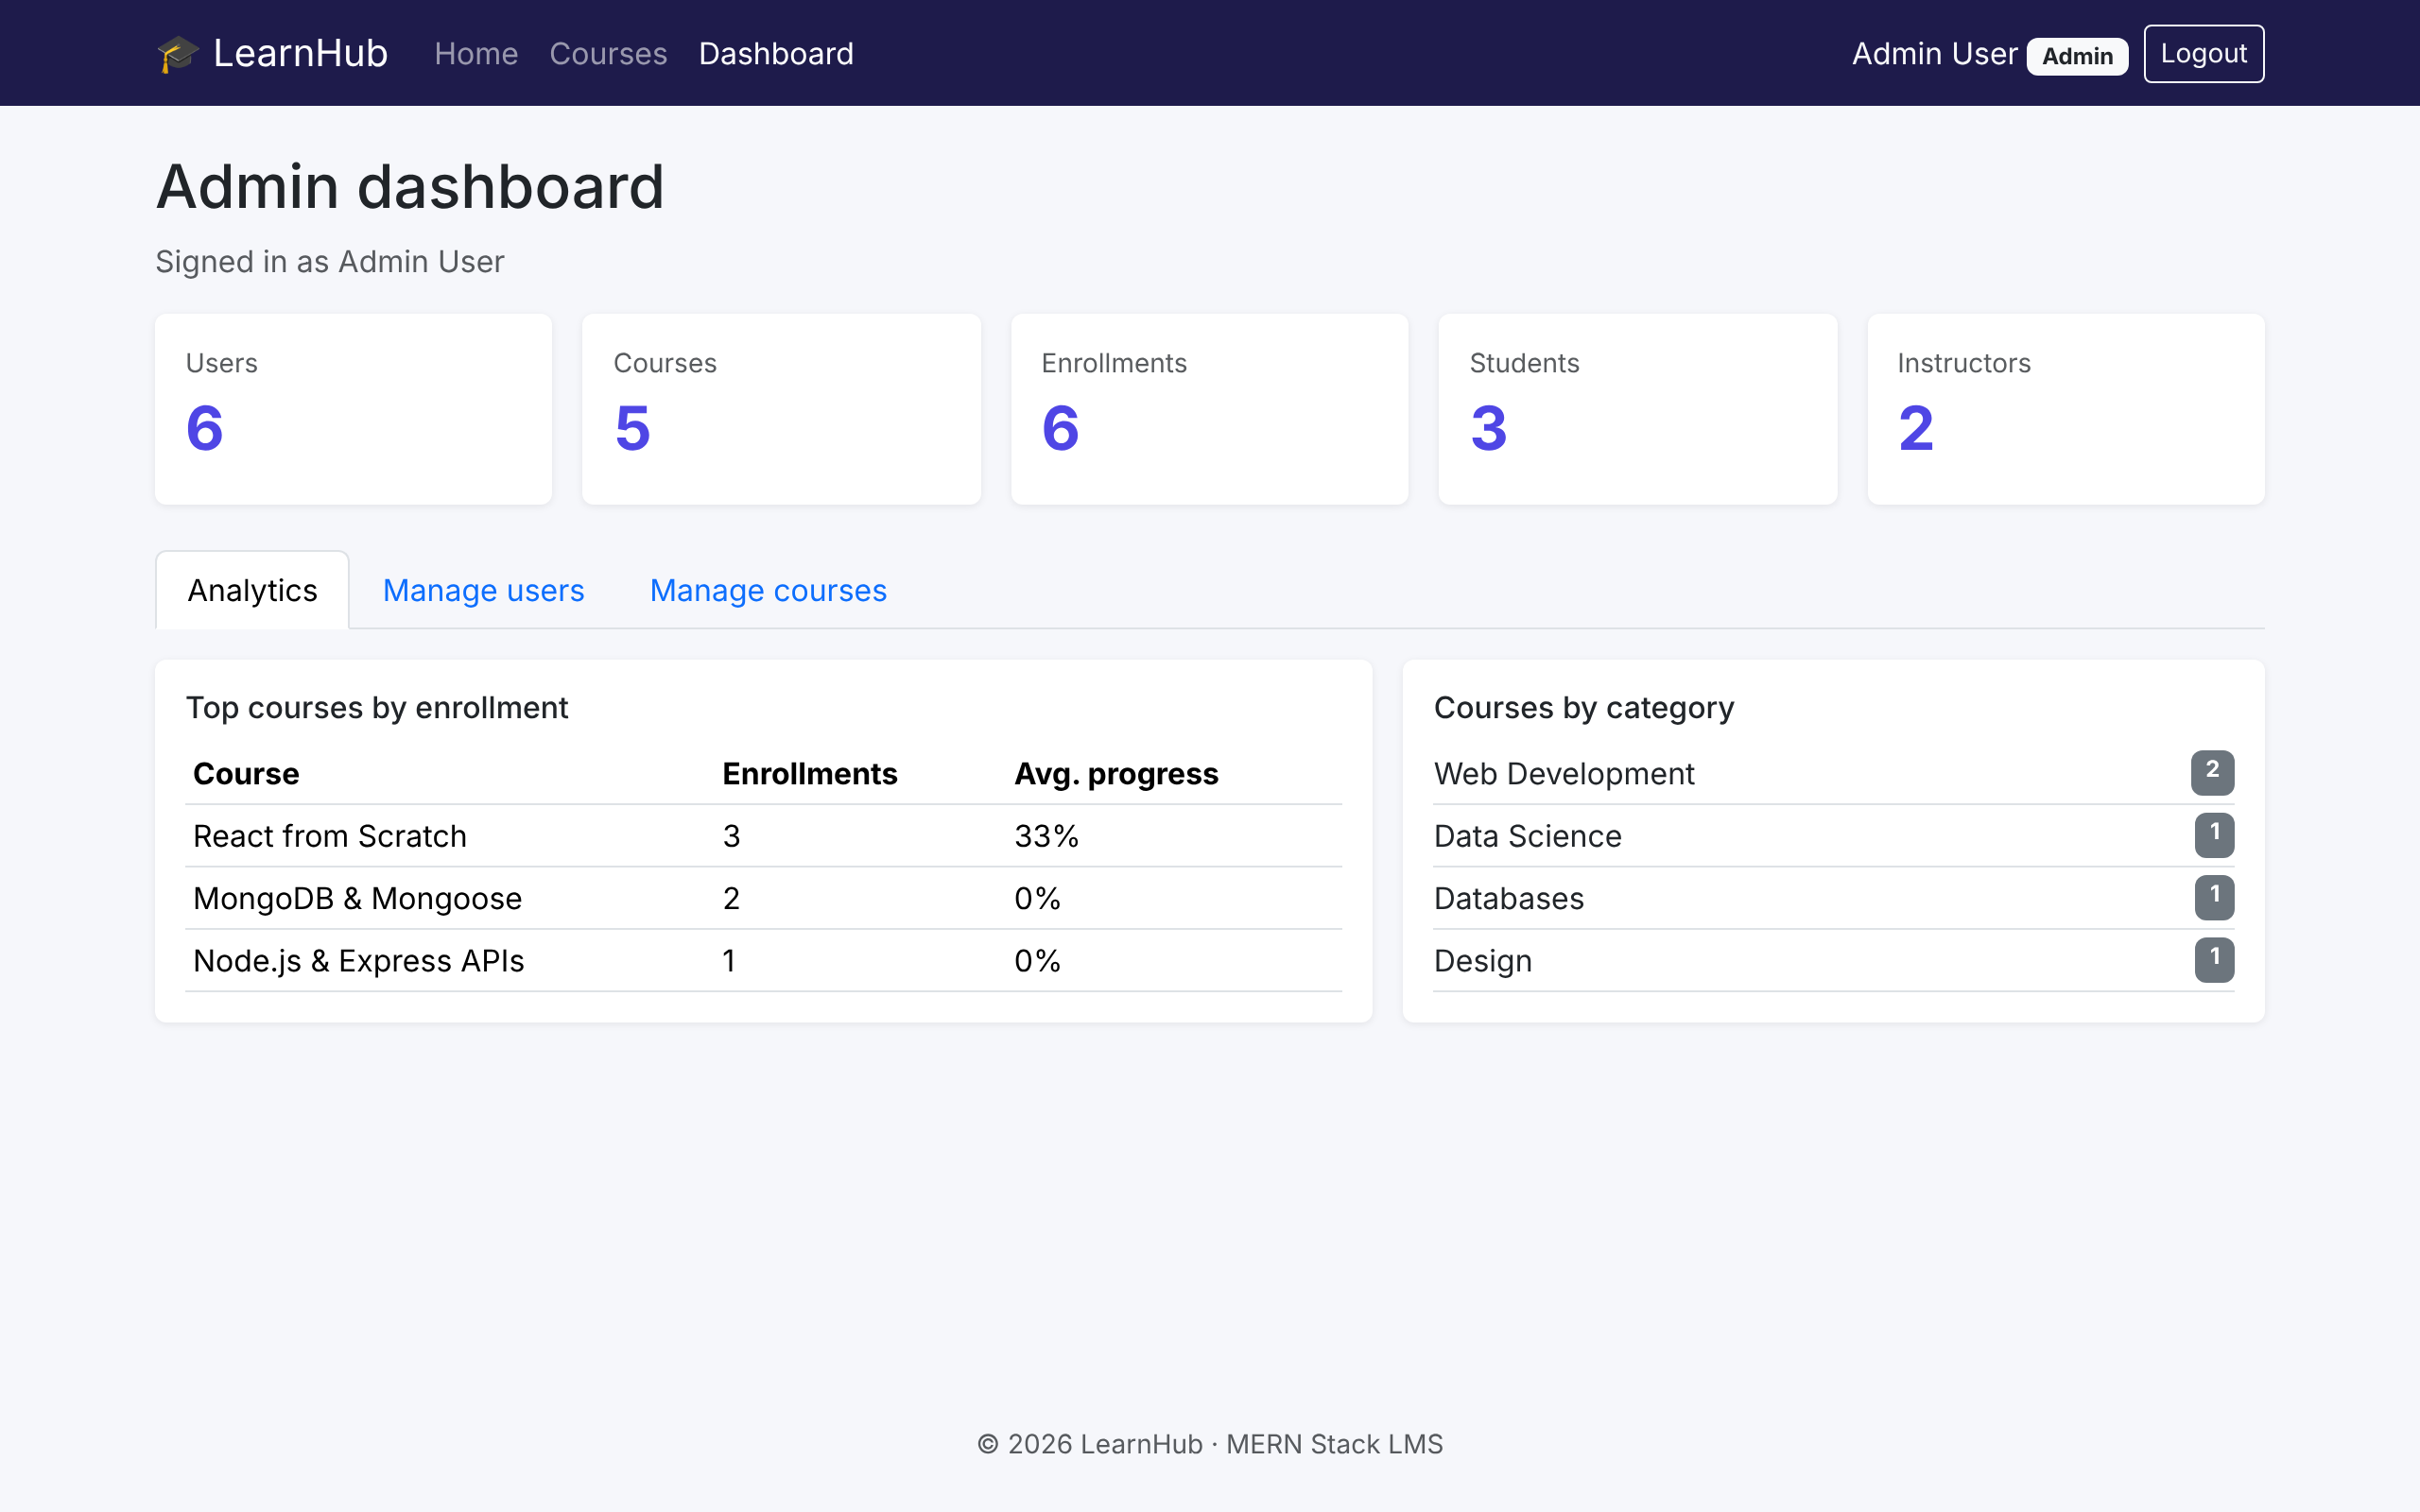 LearnHub Home Courses Dashboard Admin User Admin Logout
Admin dashboard
Signed in as Admin User
Users
6
Courses
5
Enrollments
6
Students
3
Instructors
2
Analytics Manage users Manage courses
Top courses by enrollment
Course Enrollments Avg. progress
React from Scratch 3 33%
MongoDB & Mongoose 2 0%
Node.js & Express APIs 1 0%
Courses by category
Web Development 2
Data Science 1
Databases 1
Design 1
© 2026 LearnHub · MERN Stack LMS